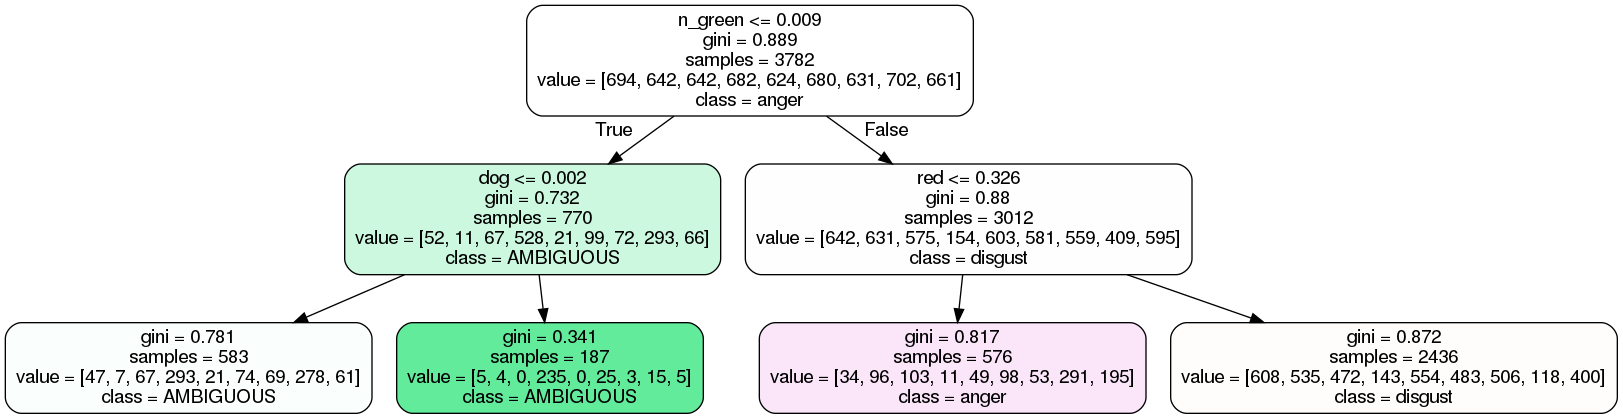 n_green <= 0.009
gini = 0.889
samples = 3782
value = [694, 642, 642, 682, 624, 680, 631, 702, 661]
class = anger
True
False
dog <= 0.002
gini = 0.732
samples = 770
value = [52, 11, 67, 528, 21, 99, 72, 293, 66]
class = AMBIGUOUS
red <= 0.326
gini = 0.88
samples = 3012
value = [642, 631, 575, 154, 603, 581, 559, 409, 595]
class = disgust
gini = 0.781
samples = 583
value = [47, 7, 67, 293, 21, 74, 69, 278, 61]
class = AMBIGUOUS
gini = 0.341
samples = 187
value = [5, 4, 0, 235, 0, 25, 3, 15, 5]
class = AMBIGUOUS
gini = 0.817
samples = 576
value = [34, 96, 103, 11, 49, 98, 53, 291, 195]
class = anger
gini = 0.872
samples = 2436
value = [608, 535, 472, 143, 554, 483, 506, 118, 400]
class = disgust